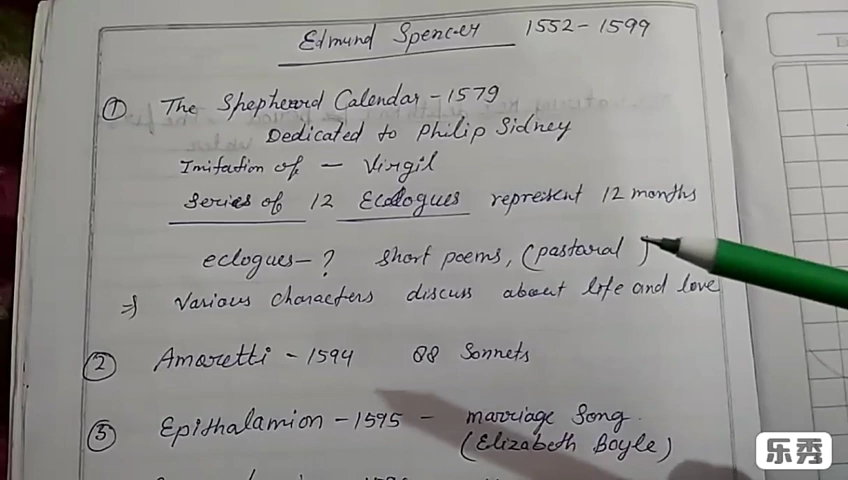 Edmund Spencer 1552-1599
① The Shepheard Calendar - 1579
Dedicated to Philip Sidney
Imitation of - Virgil
Series of 12 Ecologues represent 12 months
eclogues - ? short poems, (pastaral)
⇒ Various characters discuss about life and love
② Amoretti - 1594 88 Sonnets
③ Epithalamion - 1595 - marriage Song.
(Elizabeth Boyle)
乐秀